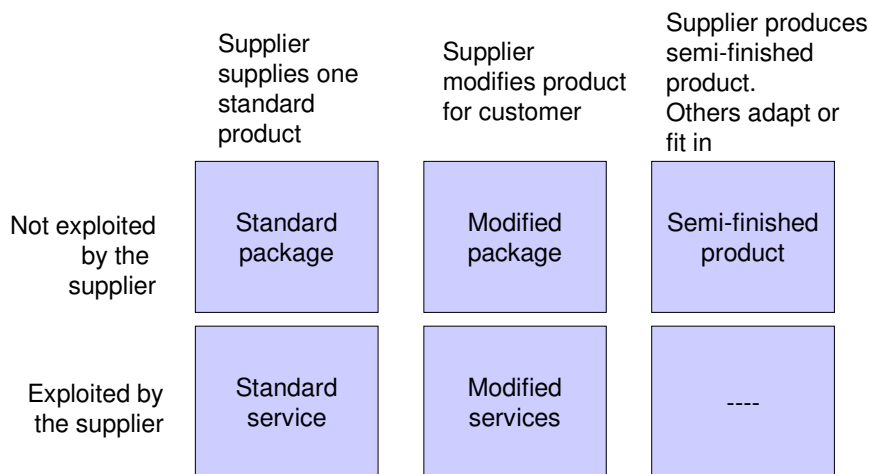 Supplier
supplies one
standard
product
Supplier
modifies product
for customer
Supplier produces
semi-finished
product.
Others adapt or
fit in
Not exploited
by the
supplier
Standard
package
Modified
package
Semi-finished
product
Exploited by
the supplier
Standard
service
Modified
services
----